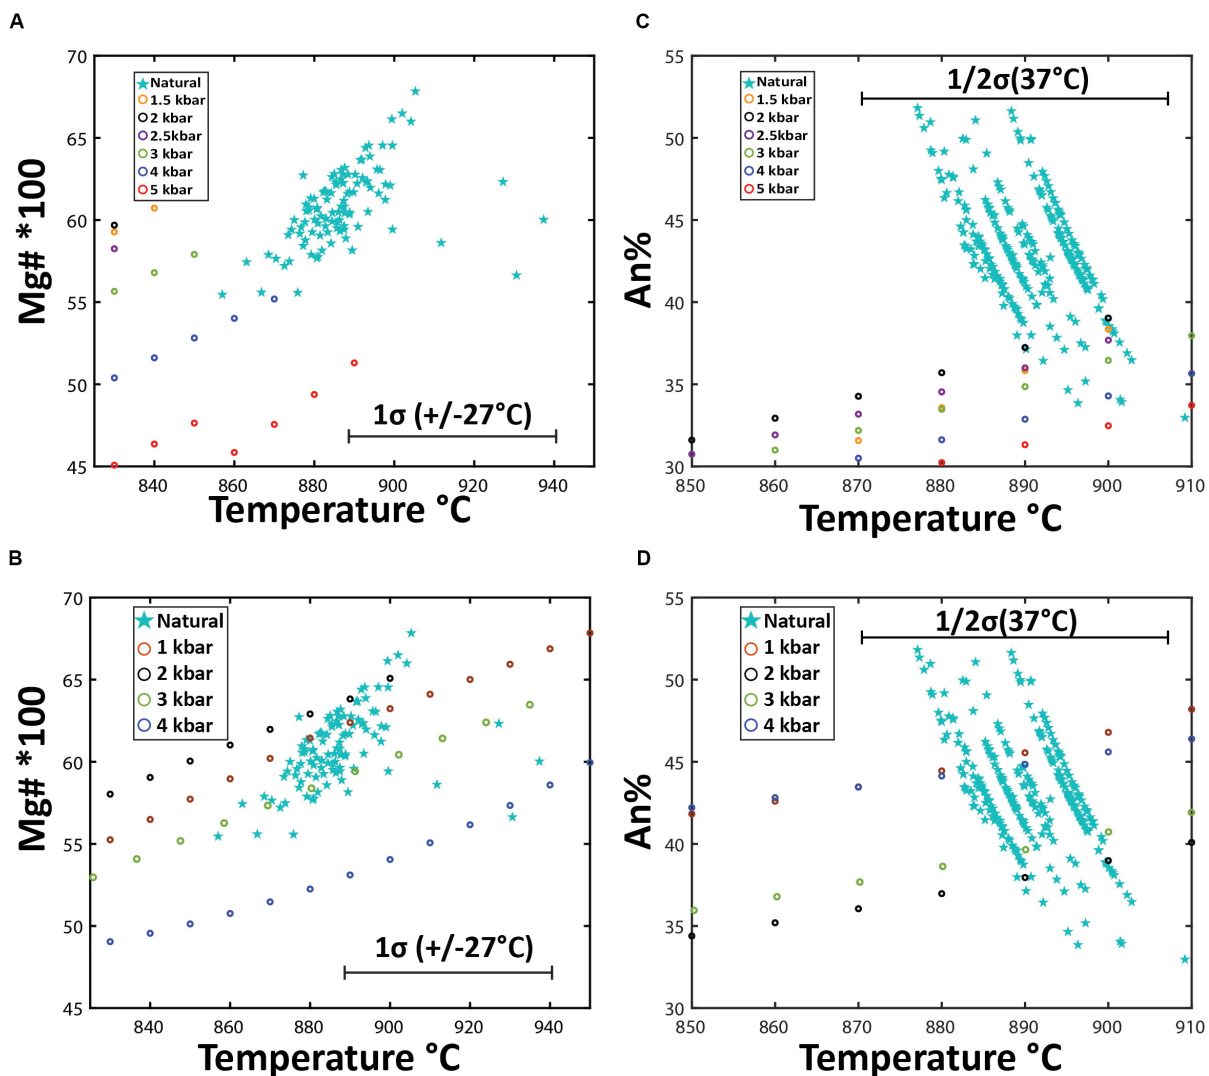 A
Mg# *100
70
65
60
55
50
45
Natural
1.5 kbar
2 kbar
2.5kbar
3 kbar
4 kbar
5 kbar
1σ (+/-27°C)
840 860 880 900 920 940
Temperature °C
C
An%
55
50
45
40
35
30
Natural
1.5 kbar
2 kbar
2.5kbar
3 kbar
4 kbar
5 kbar
1/2σ(37°C)
850 860 870 880 890 900 910
Temperature °C
B
Mg# *100
70
65
60
55
50
45
Natural
1 kbar
2 kbar
3 kbar
4 kbar
1σ (+/-27°C)
840 860 880 900 920 940
Temperature °C
D
An%
55
50
45
40
35
30
Natural
1 kbar
2 kbar
3 kbar
4 kbar
1/2σ(37°C)
850 860 870 880 890 900 910
Temperature °C